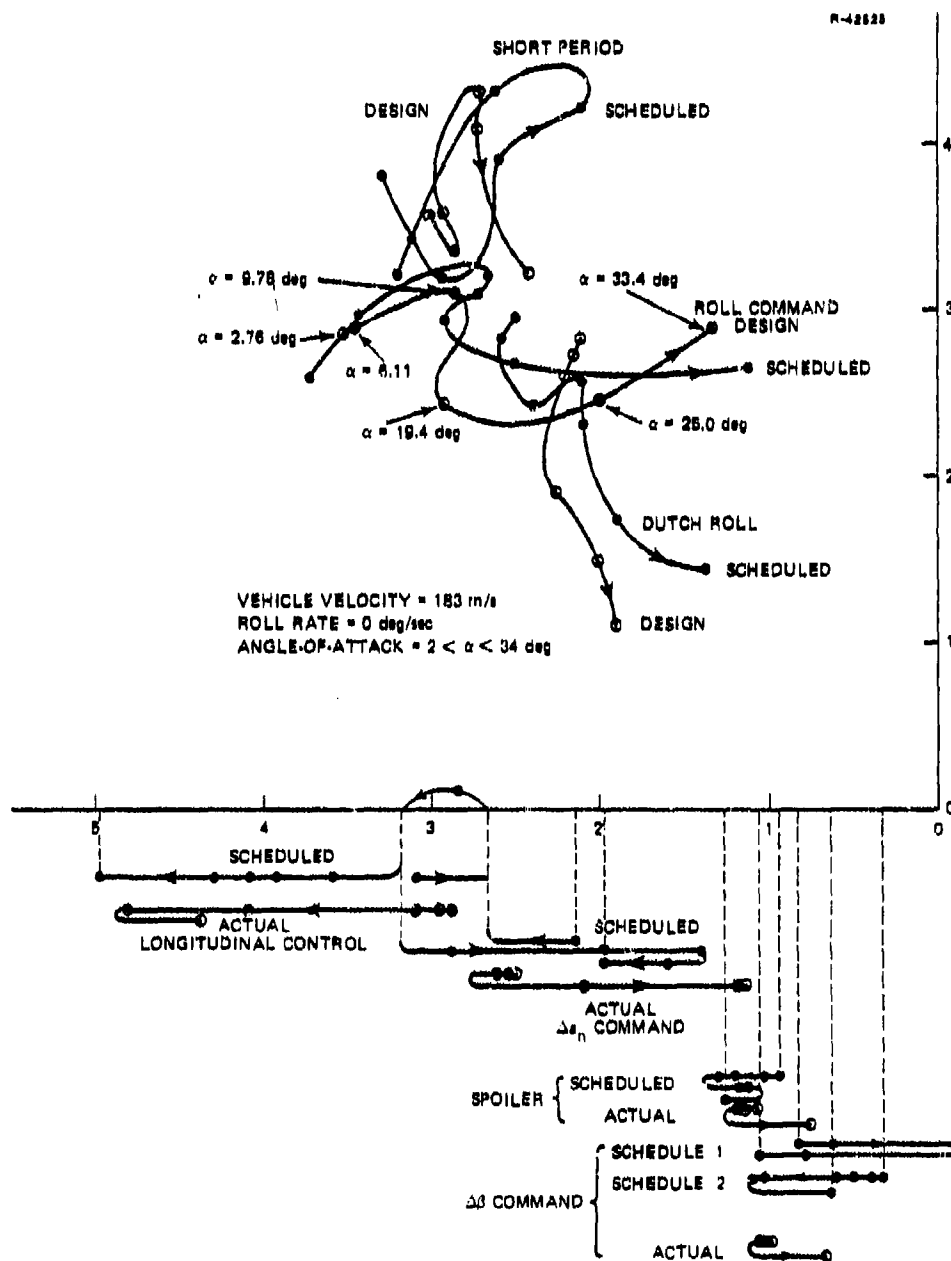 R-42525
SHORT PERIOD
DESIGN
SCHEDULED
4
α = 9.78 deg
α = 33.4 deg
ROLL COMMAND
DESIGN
3
α = 2.76 deg
α = 6.11
SCHEDULED
α = 19.4 deg
α = 25.0 deg
2
DUTCH ROLL
SCHEDULED
VEHICLE VELOCITY = 183 m/s
ROLL RATE = 0 deg/sec
ANGLE-OF-ATTACK = 2 < α < 34 deg
DESIGN
1
0
5 4 3 2 1 0
SCHEDULED
ACTUAL
LONGITUDINAL CONTROL
SCHEDULED
ACTUAL
COMMAND
SPOILER
SCHEDULED
ACTUAL
SCHEDULE 1
SCHEDULE 2
Δβ COMMAND
ACTUAL